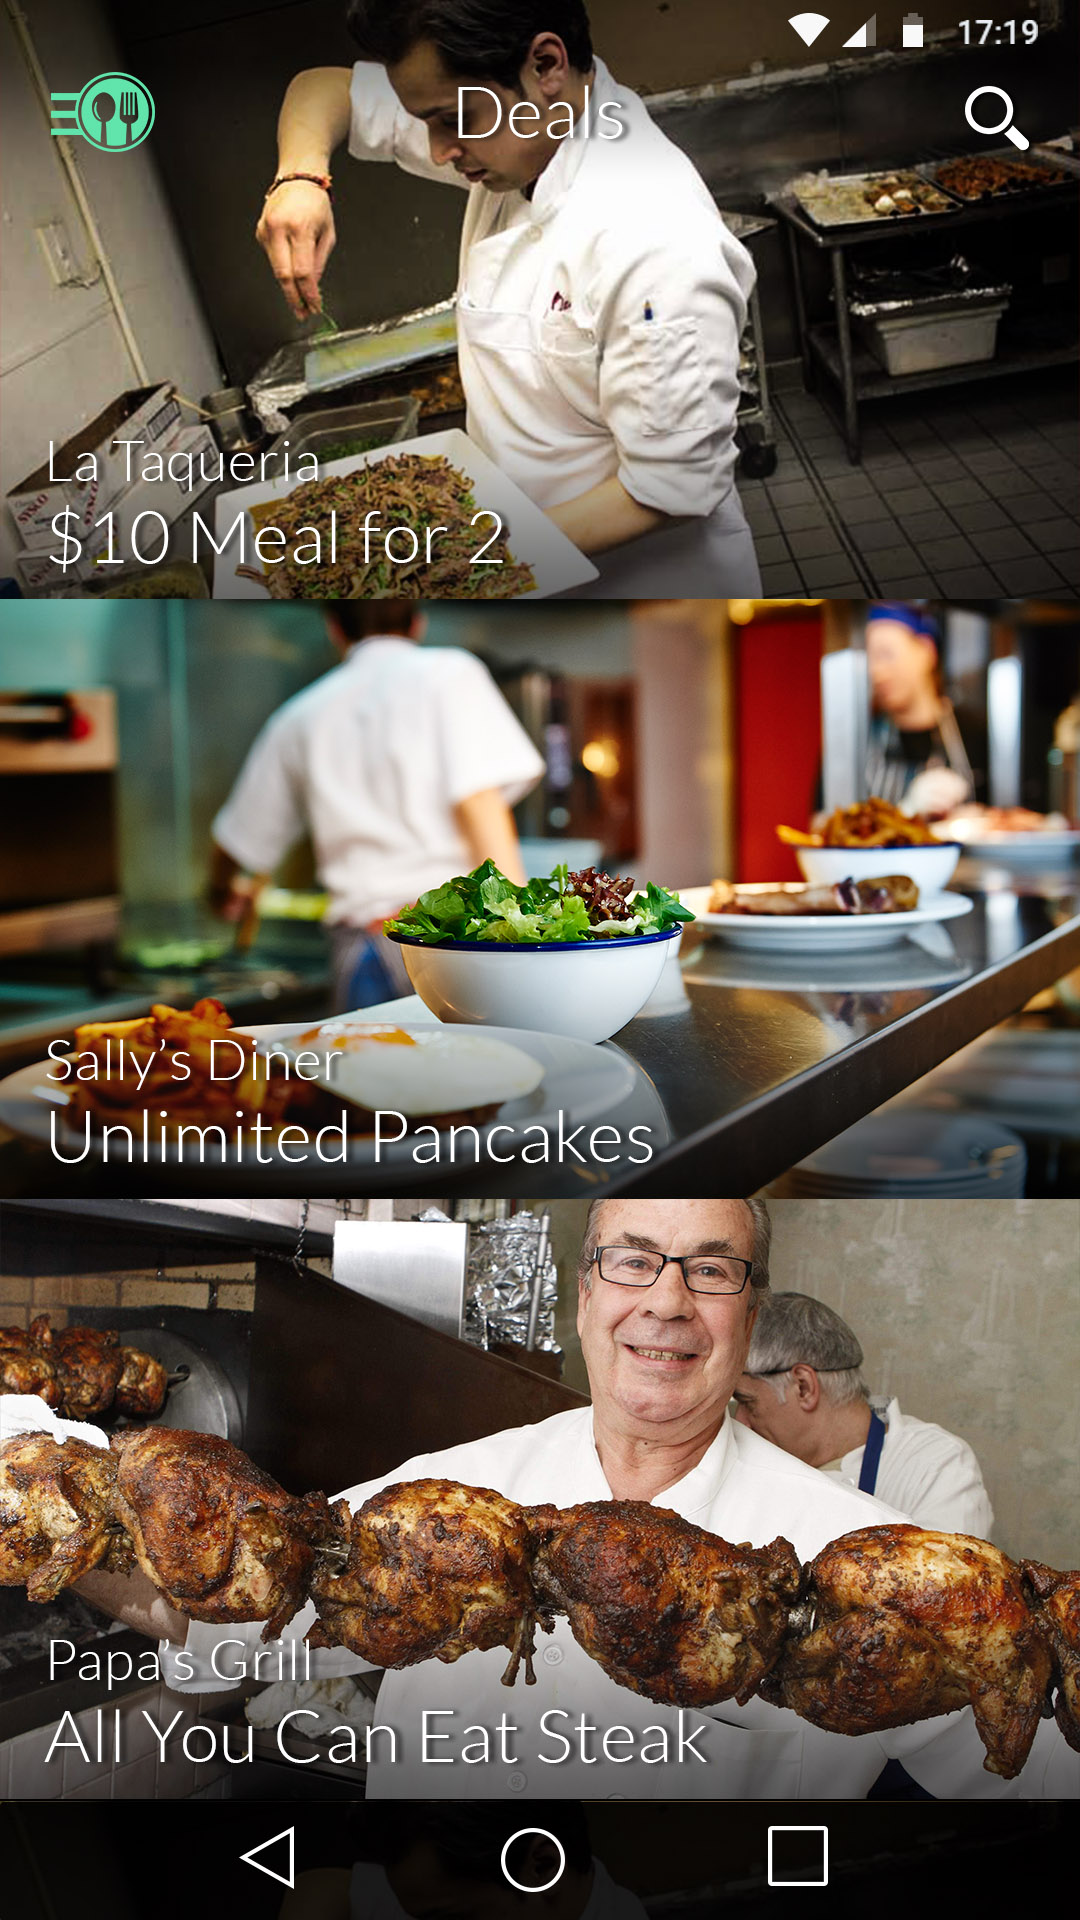 17:19
Deals
La Taqueria
$10 Meal for 2
Sally’s Diner
Unlimited Pancakes
Papa’s Grill
All You Can Eat Steak